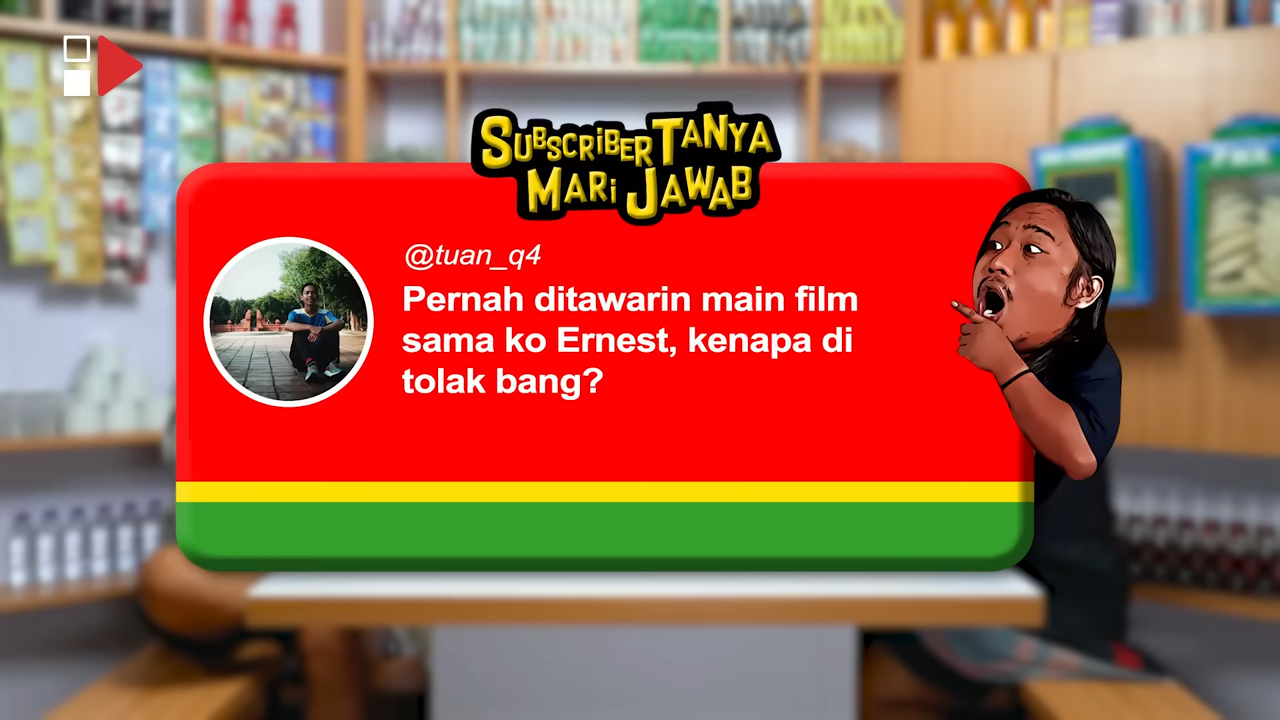 SUBSCRIBER TANYA
MARI JAWAB
@tuan_q4
Pernah ditawarin main film
sama ko Ernest, kenapa di
tolak bang?